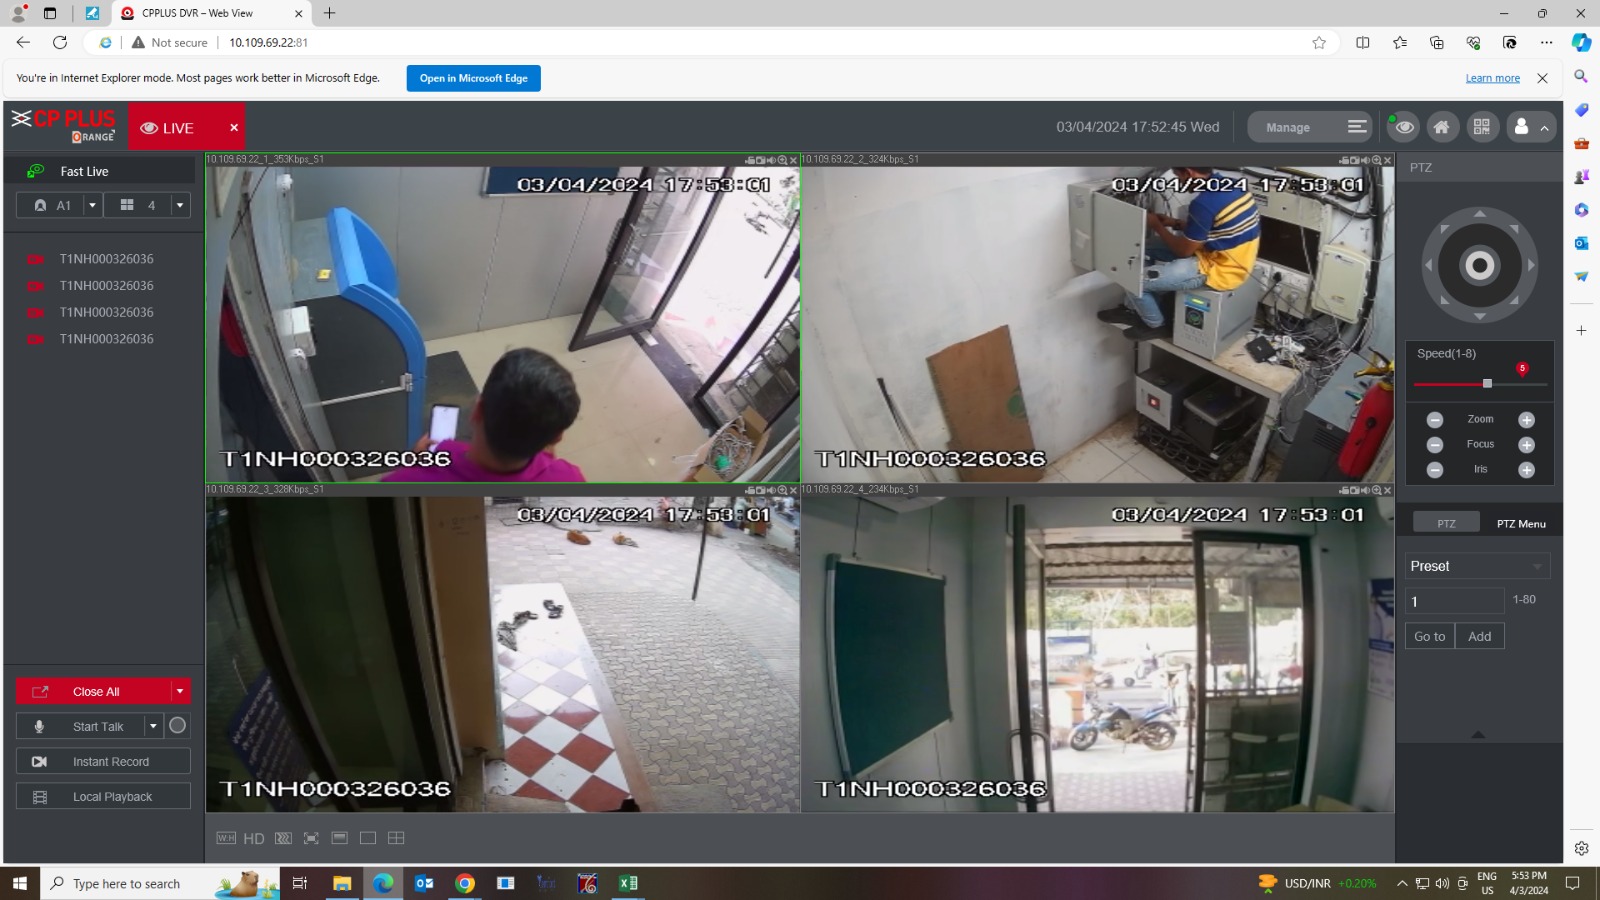 CPPLUS DVR – Web View
Not secure
10.109.69.22:81
You're in Internet Explorer mode. Most pages work better in Microsoft Edge.
Open in Microsoft Edge
Learn more
CP PLUS
ORANGE
LIVE
03/04/2024 17:52:45 Wed
Manage
Fast Live
A1
4
T1NH000326036
T1NH000326036
T1NH000326036
T1NH000326036
10.109.69.22_1_353Kbps_S1
03/04/2024 17:53:01
T1NH000326036
10.109.69.22_2_324Kbps_S1
03/04/2024 17:53:01
T1NH000326036
10.109.69.22_3_328Kbps_S1
03/04/2024 17:53:01
T1NH000326036
10.109.69.22_4_234Kbps_S1
03/04/2024 17:53:01
T1NH000326036
PTZ
Speed(1-8)
5
Zoom
Focus
Iris
PTZ
PTZ Menu
Preset
1
1-80
Go to
Add
Close All
Start Talk
Instant Record
Local Playback
W:H
HD
Type here to search
USD/INR +0.20%
ENG
US
5:53 PM
4/3/2024